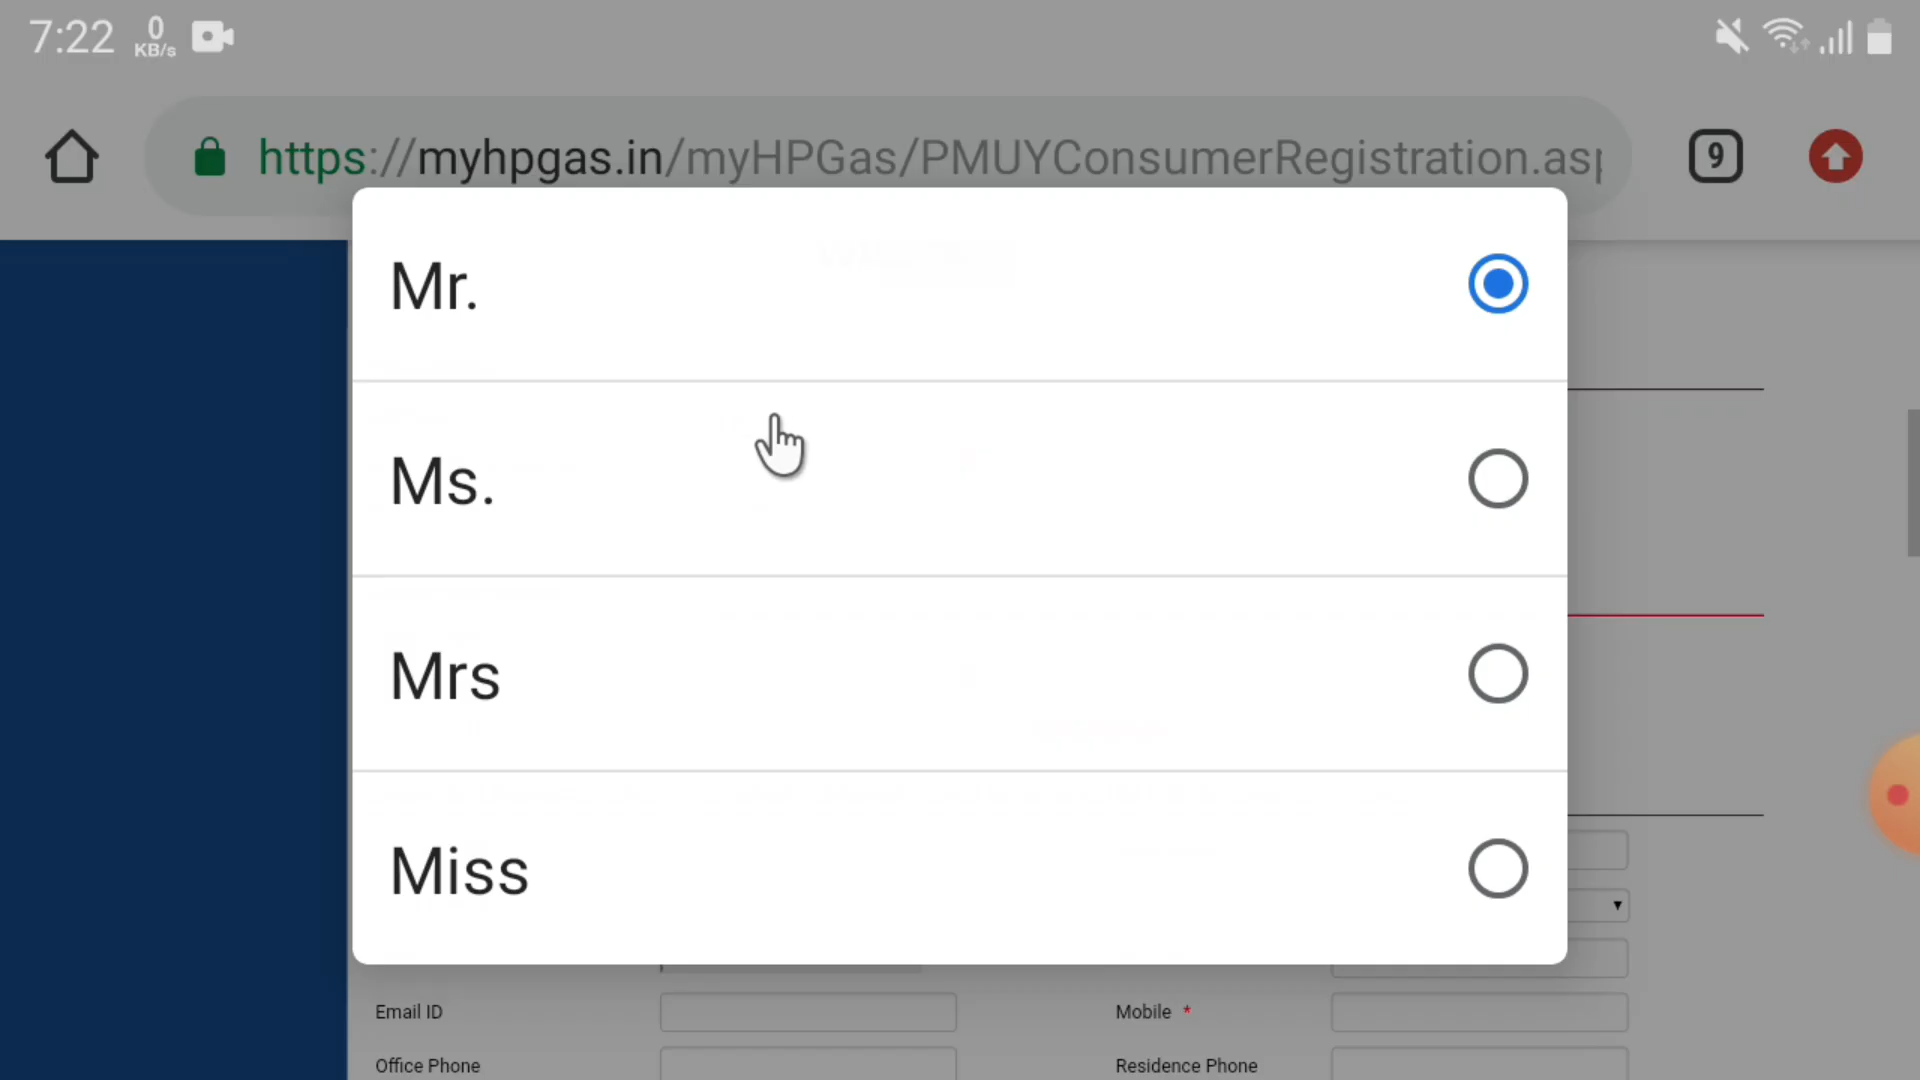 7:22 0 KB/s
https://myhpgas.in/myHPGas/PMUYConsumerRegistration.asp 9
Mr.
Ms.
Mrs
Miss
Email ID Mobile *
Office Phone Residence Phone